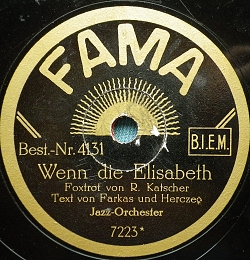 FAMA
Best.-Nr. 4131
B.I.E.M.
Wenn die Elisabeth
Foxtrot von R. Katscher
Text von Farkas und Herczeg
Jazz-Orchester
7223*